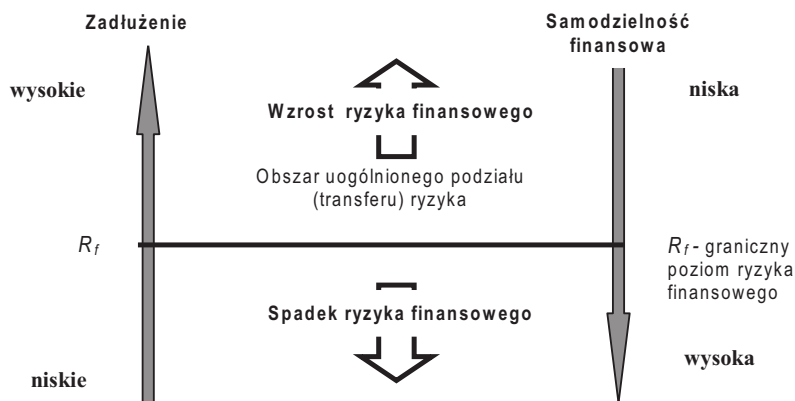 Zadłużenie
Samodzielność
finansowa
wysokie
niska
Wzrost ryzyka finansowego
Obszar uogólnionego podziału
(transferu) ryzyka
Rf
Rf - graniczny
poziom ryzyka
finansowego
Spadek ryzyka finansowego
wysoka
niskie